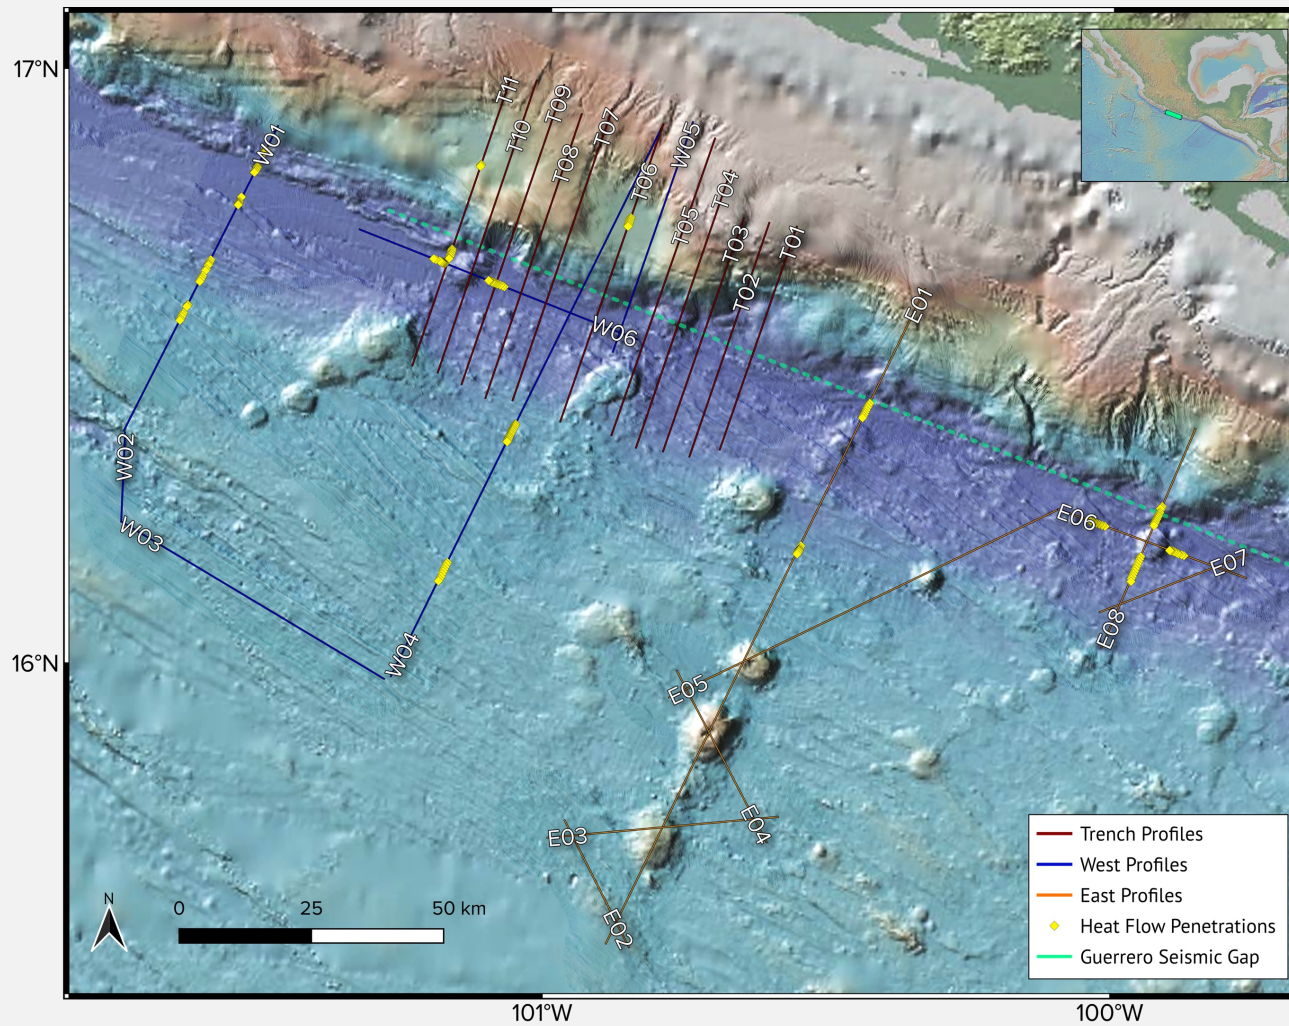 17°N
T11
T09
T10
T07
W01
W05
T08
T06
T04
T05
T03
T01
T02
E01
W06
W02
E06
W03
E07
E08
W04
16°N
E05
E04
E03
E02
Trench Profiles
West Profiles
East Profiles
Heat Flow Penetrations
Guerrero Seismic Gap
N
0 25 50 km
101°W 100°W